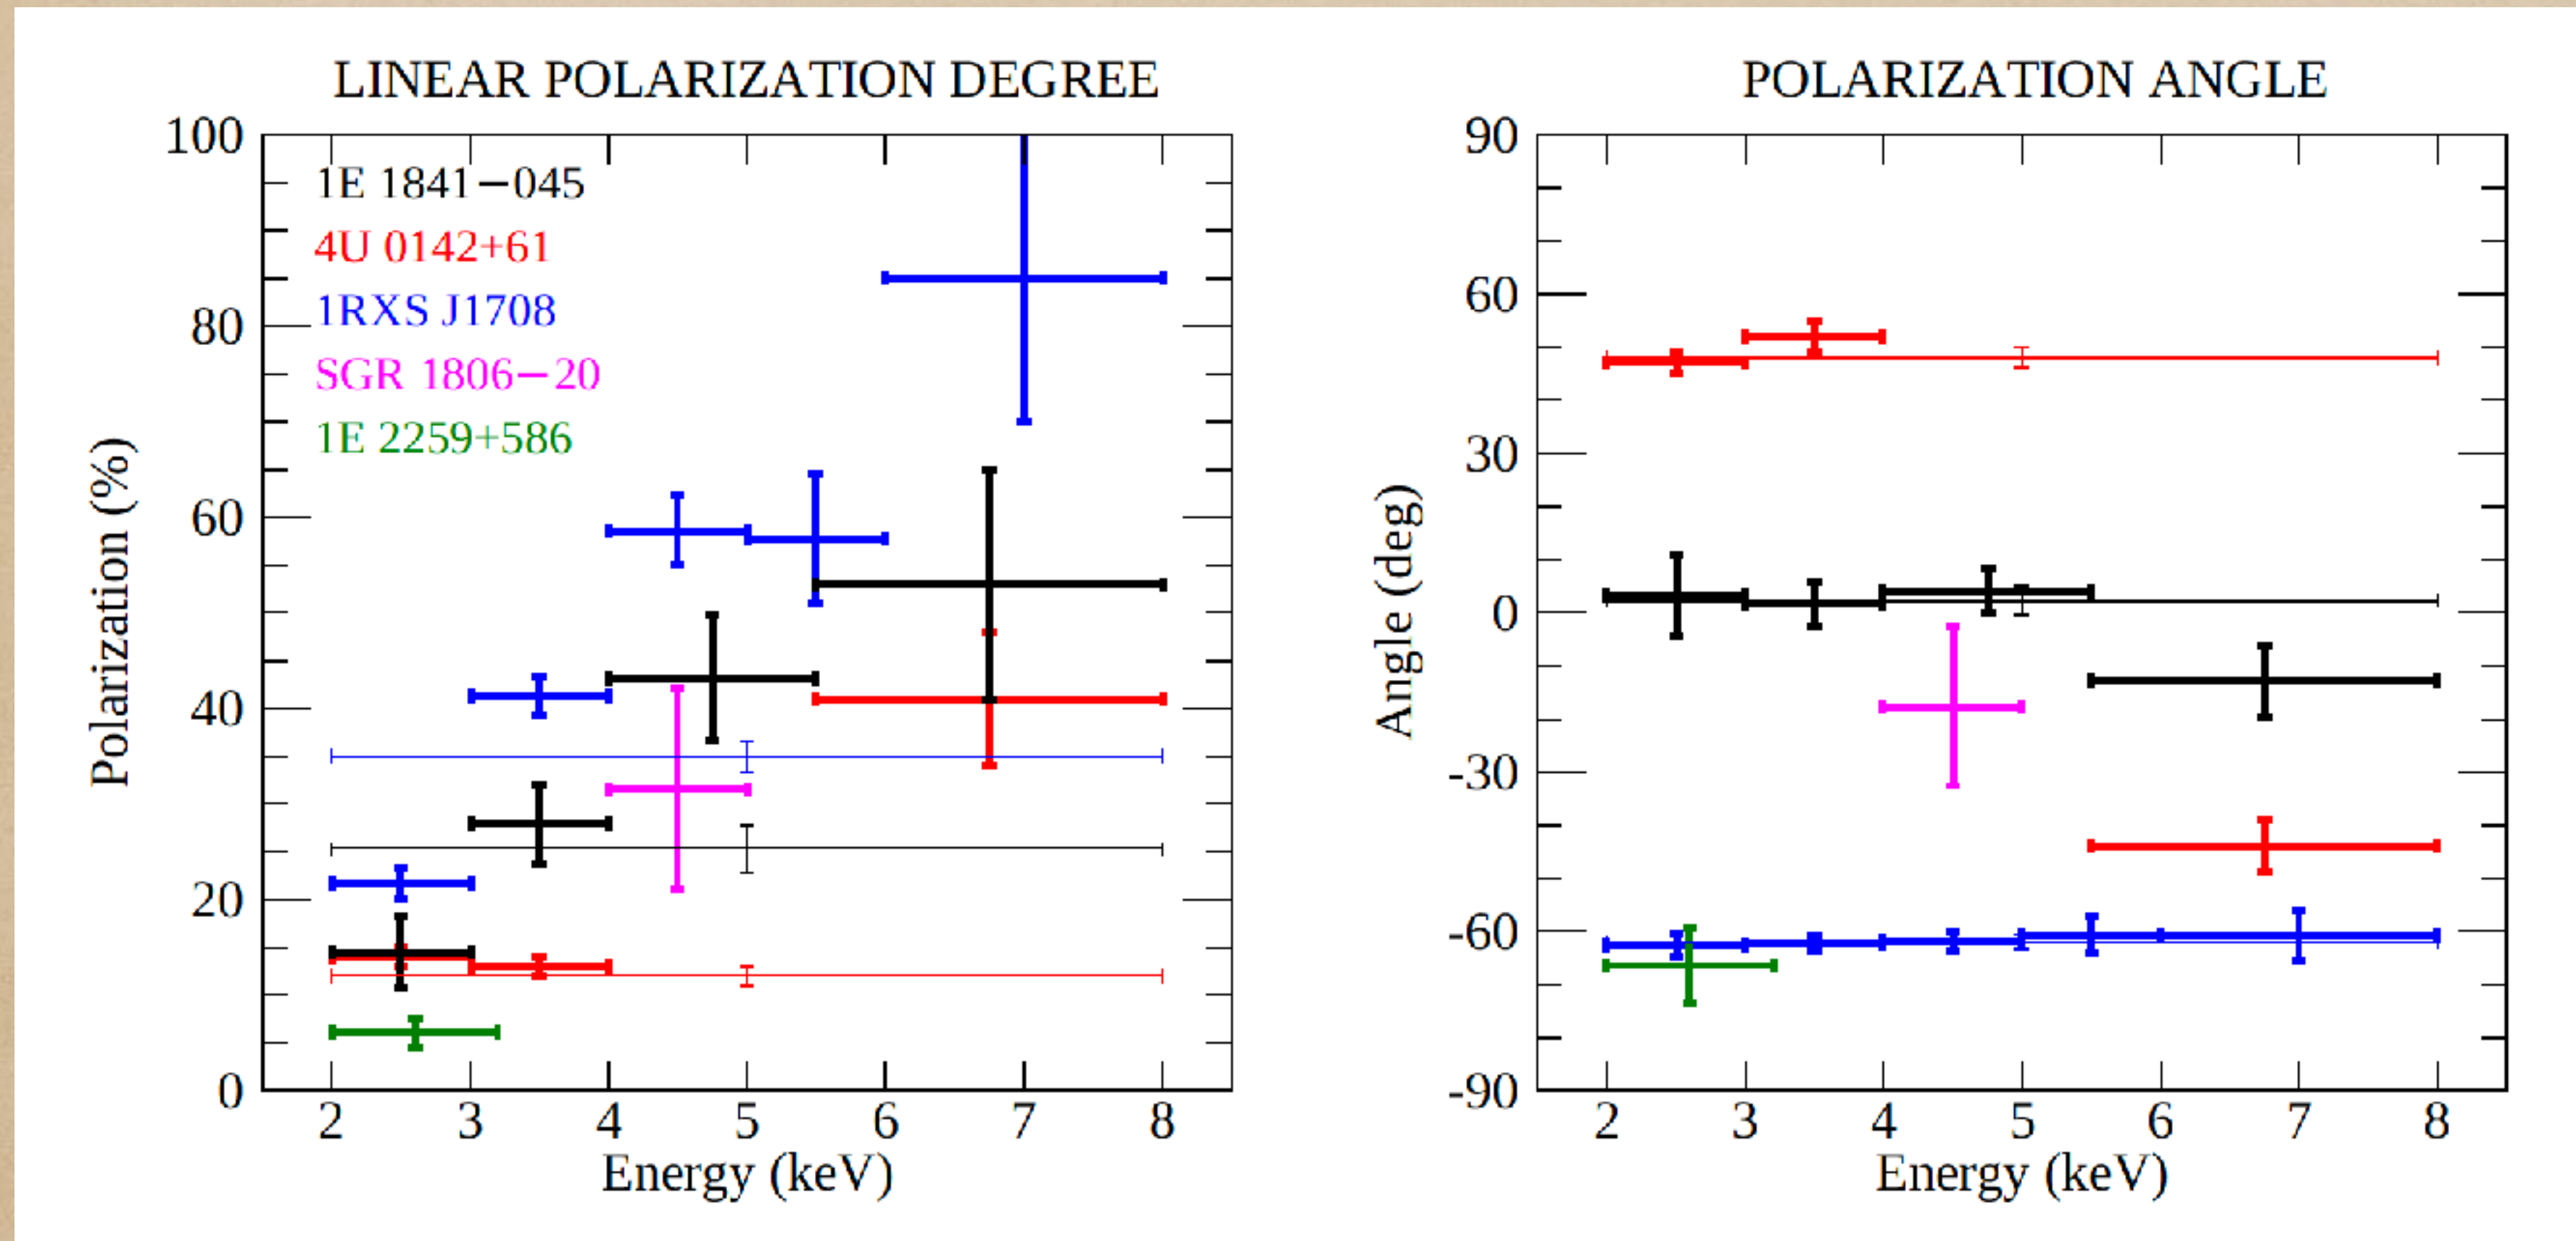 LINEAR POLARIZATION DEGREE
100
80
60
40
20
0
Polarization (%)
1E 1841−045
4U 0142+61
1RXS J1708
SGR 1806−20
1E 2259+586
2 3 4 5 6 7 8
Energy (keV)
POLARIZATION ANGLE
90
60
30
0
-30
-60
-90
Angle (deg)
2 3 4 5 6 7 8
Energy (keV)